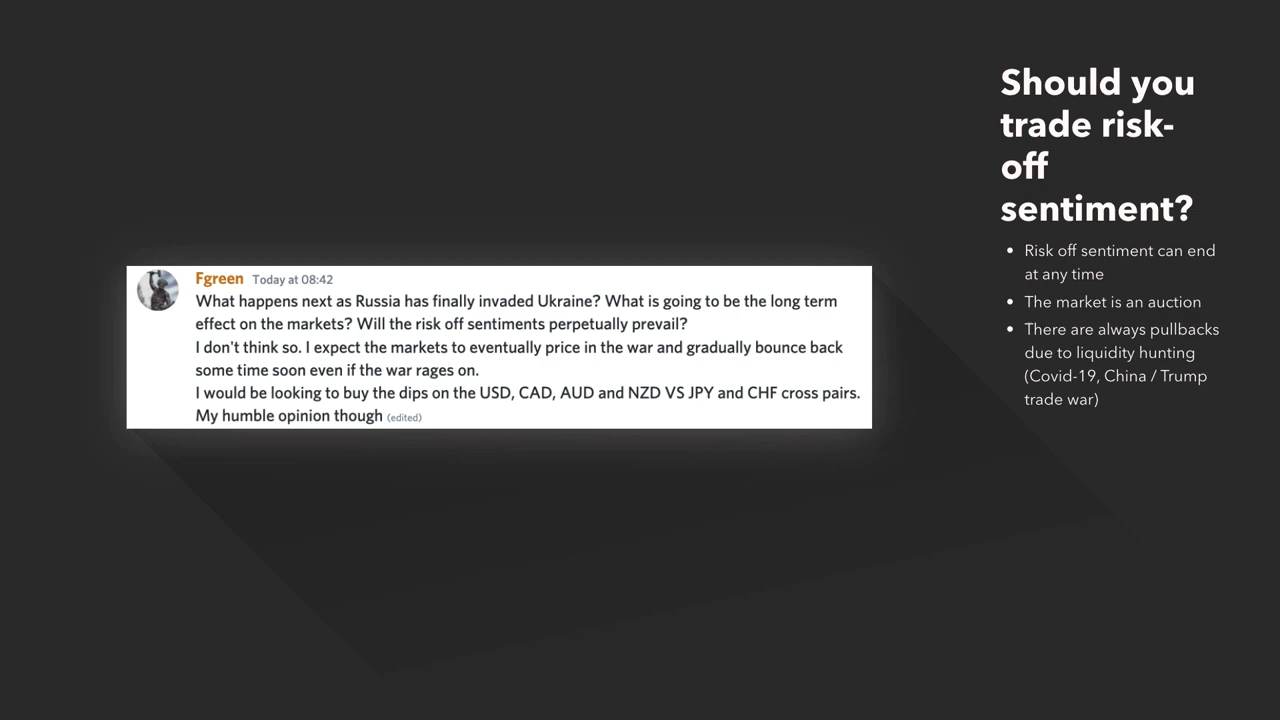 Should you
trade risk-
off
sentiment?
• Risk off sentiment can end
at any time
• The market is an auction
• There are always pullbacks
due to liquidity hunting
(Covid-19, China / Trump
trade war)
Fgreen Today at 08:42
What happens next as Russia has finally invaded Ukraine? What is going to be the long term
effect on the markets? Will the risk off sentiments perpetually prevail?
I don't think so. I expect the markets to eventually price in the war and gradually bounce back
some time soon even if the war rages on.
I would be looking to buy the dips on the USD, CAD, AUD and NZD VS JPY and CHF cross pairs.
My humble opinion though (edited)